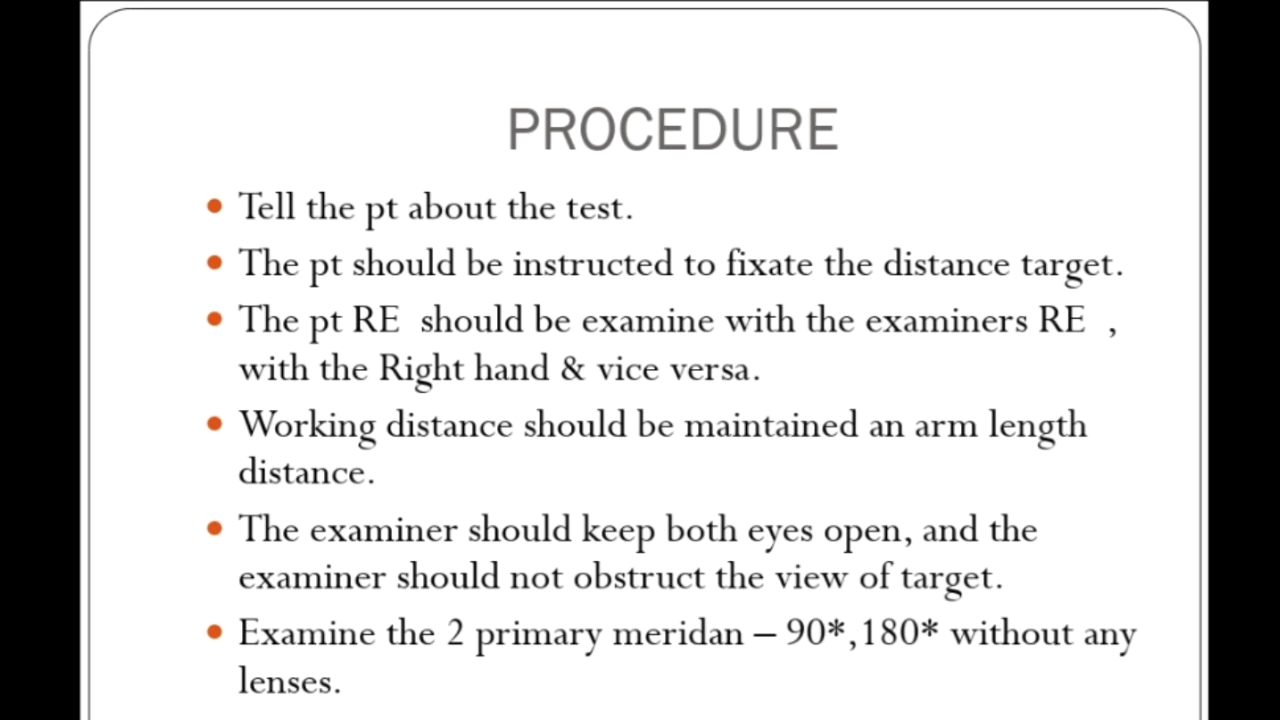 PROCEDURE
• Tell the pt about the test.
• The pt should be instructed to fixate the distance target.
• The pt RE  should be examine with the examiners RE  ,
with the Right hand & vice versa.
• Working distance should be maintained an arm length
distance.
• The examiner should keep both eyes open, and the
examiner should not obstruct the view of target.
• Examine the 2 primary meridan – 90*,180* without any
lenses.